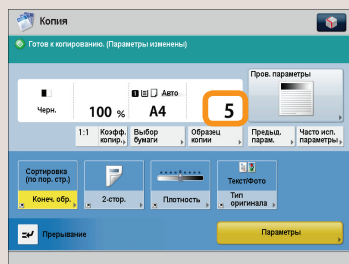 Копия
Готов к копированию. (Параметры изменены)
Пров. параметры
1 Авто
Черн.
100 %
A4
5
1:1
Коэфф. копир.
Выбор бумаги
Образец копии
Предыд. парам.
Часто исп. параметры
Сортировка
(по пор. стр.)
Конеч. обр.
2-стор.
Плотность
Текст/Фото
Тип оригинала
Прерывание
Параметры